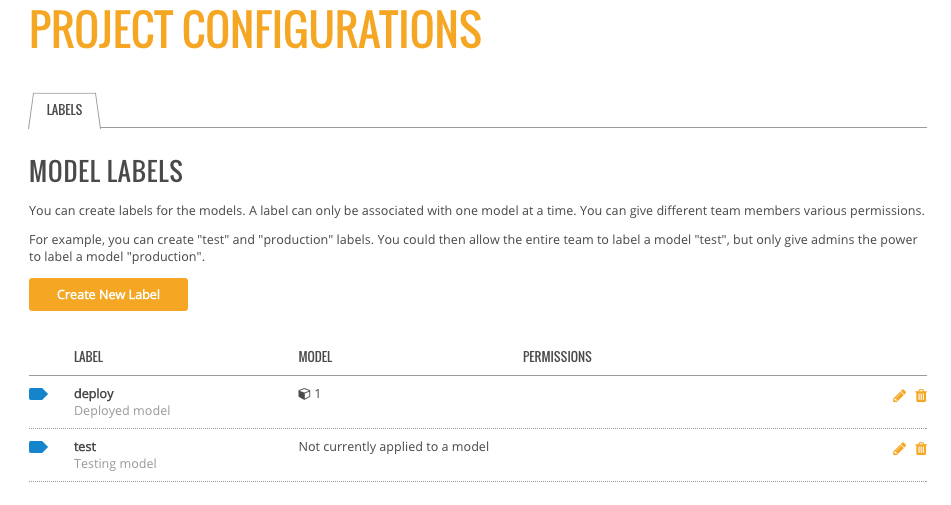 PROJECT CONFIGURATIONS
LABELS
MODEL LABELS
You can create labels for the models. A label can only be associated with one model at a time. You can give different team members various permissions.
For example, you can create "test" and "production" labels. You could then allow the entire team to label a model "test", but only give admins the power
to label a model "production".
Create New Label
LABEL MODEL PERMISSIONS
deploy 1
Deployed model
test Not currently applied to a model
Testing model